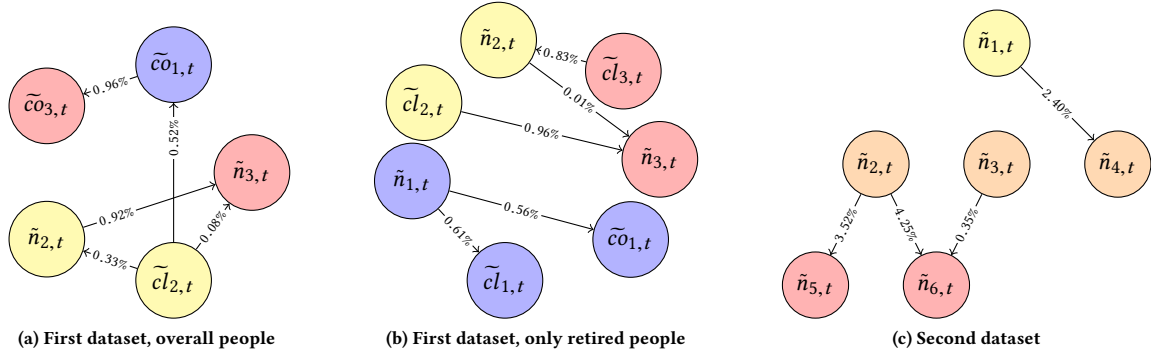 c͠o₁,ₜ
0.96%
c͠o₃,ₜ
0.52%
ñ₃,ₜ
0.92%
0.08%
ñ₂,ₜ
0.33%
c͠l₂,ₜ
(a) First dataset, overall people
ñ₂,ₜ
0.83%
c͠l₃,ₜ
0.01%
c͠l₂,ₜ
0.96%
ñ₃,ₜ
ñ₁,ₜ
0.56%
0.61%
c͠o₁,ₜ
c͠l₁,ₜ
(b) First dataset, only retired people
ñ₁,ₜ
2.40%
ñ₂,ₜ
ñ₃,ₜ
ñ₄,ₜ
3.52%
4.25%
0.35%
ñ₅,ₜ
ñ₆,ₜ
(c) Second dataset